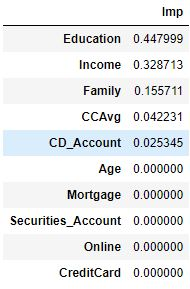 Imp
Education 0.447999
Income 0.328713
Family 0.155711
CCAvg 0.042231
CD_Account 0.025345
Age 0.000000
Mortgage 0.000000
Securities_Account 0.000000
Online 0.000000
CreditCard 0.000000